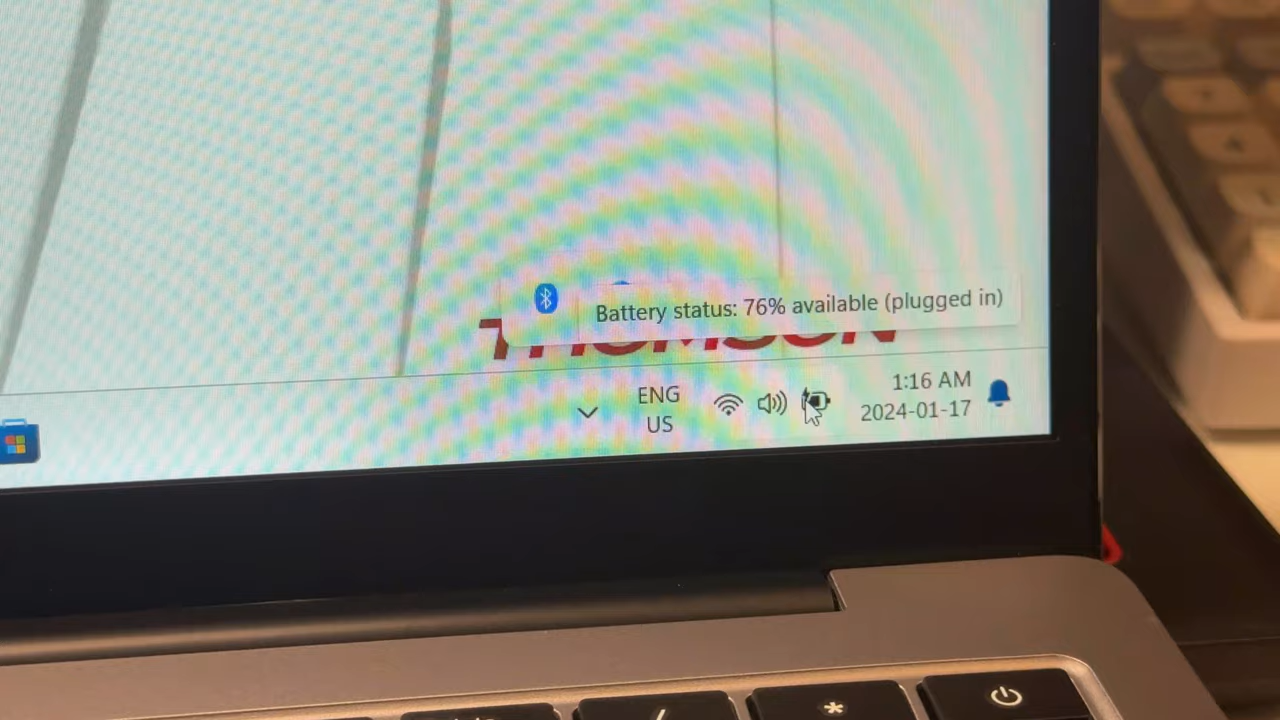 Battery status: 76% available (plugged in)
THOMSON
ENG
US
1:16 AM
2024-01-17
*